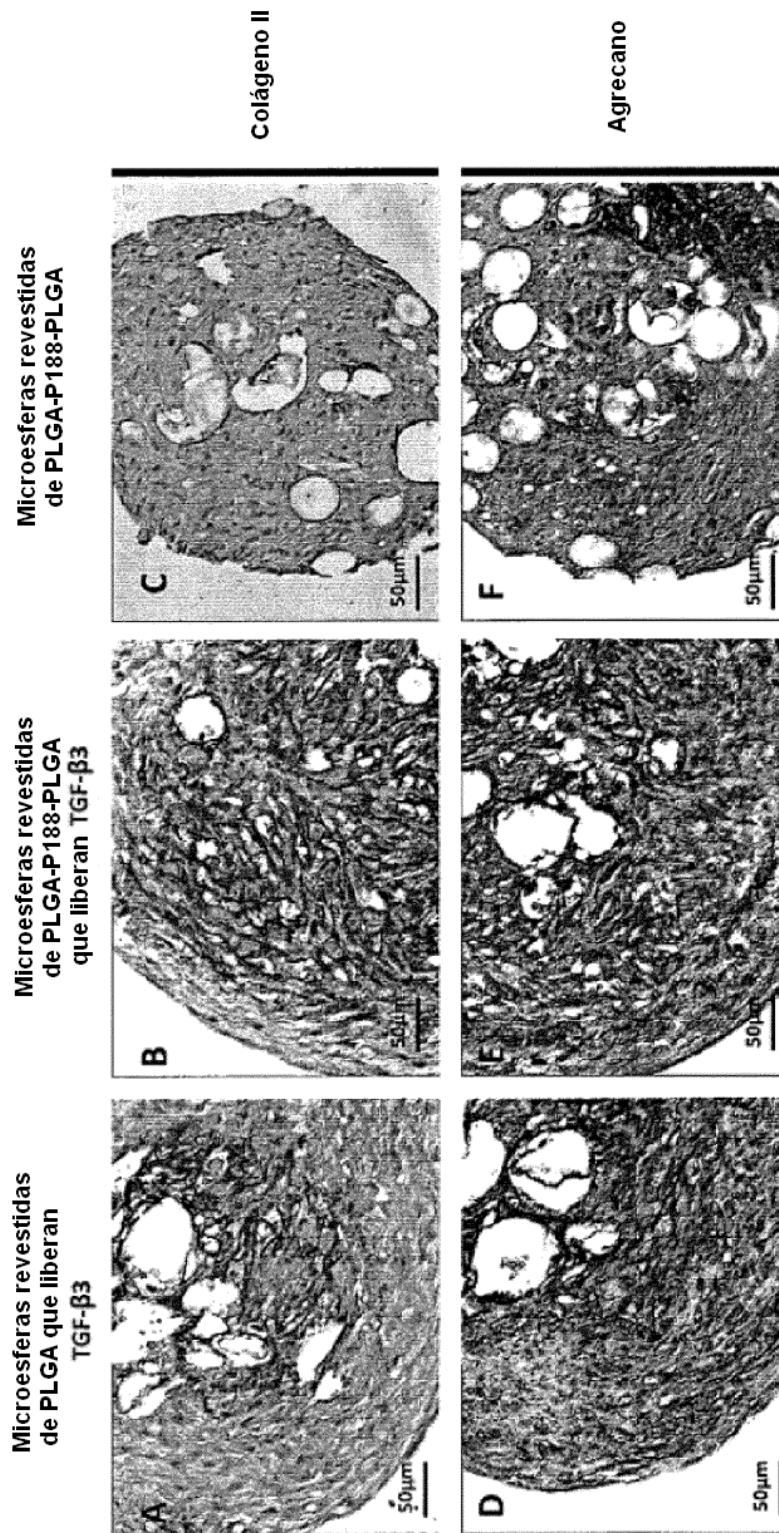 Microesferas revestidas
de PLGA que liberan
TGF-β3
Microesferas revestidas
de PLGA-P188-PLGA
que liberan TGF-β3
Microesferas revestidas
de PLGA-P188-PLGA
A
50µm
B
50µm
C
50µm
Colágeno II
D
50µm
E
50µm
F
50µm
Agrecano